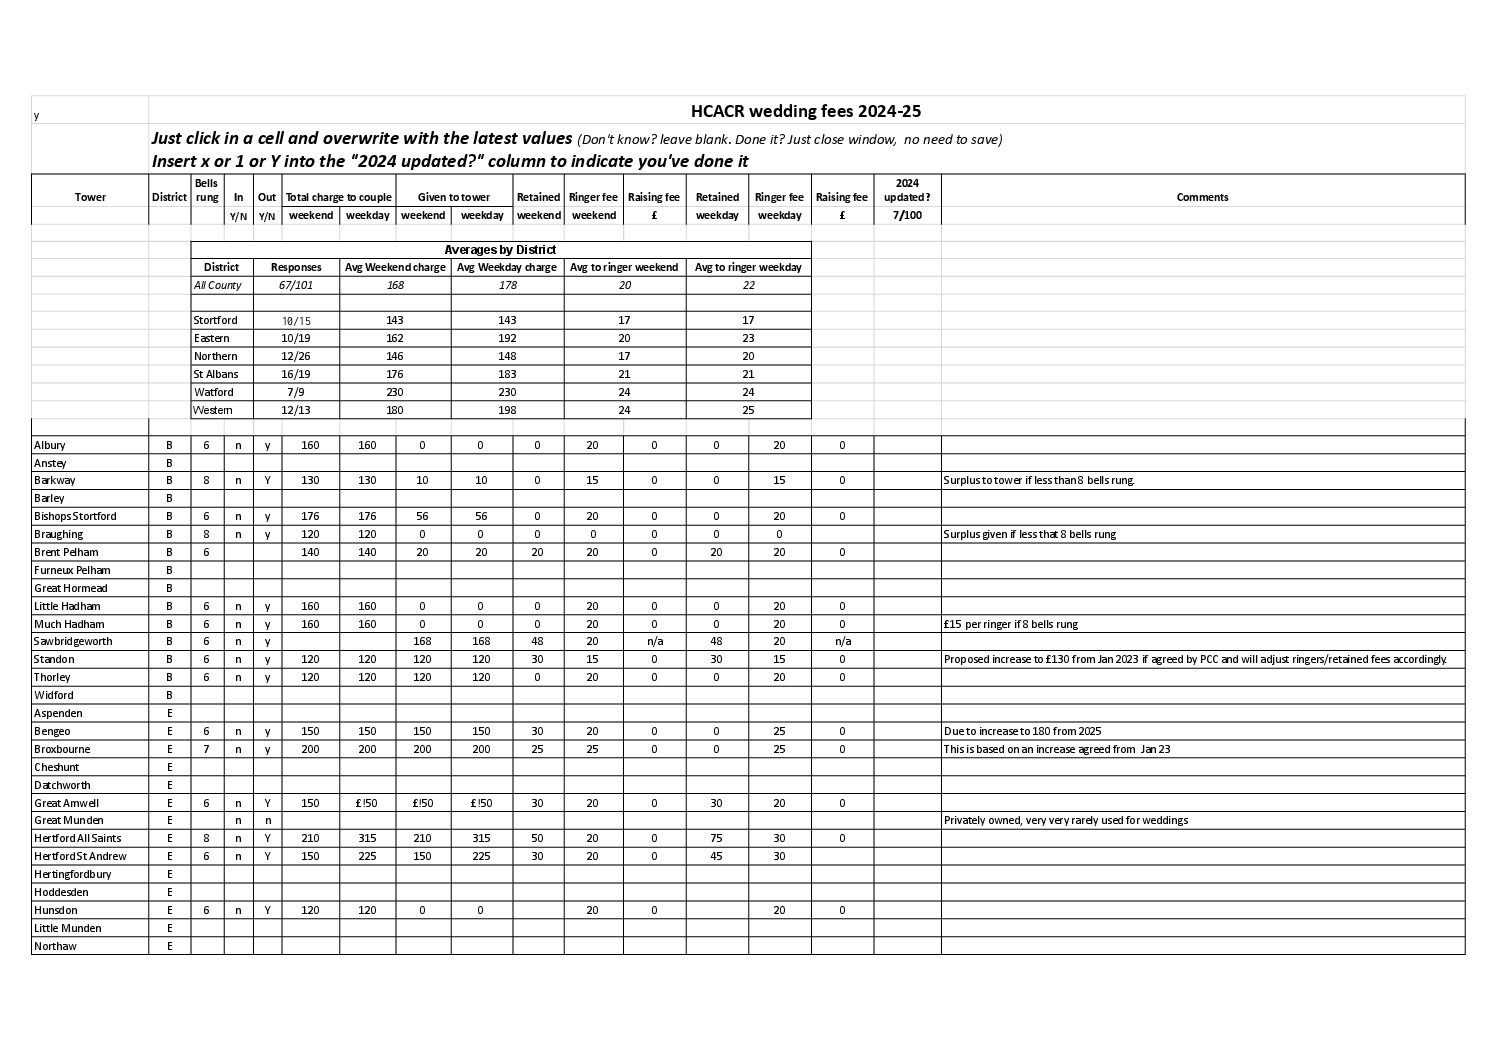 y HCACR wedding fees 2024-25
Just click in a cell and overwrite with the latest values (Don't know? leave blank. Done it? Just close window, no need to save)
Insert x or 1 or Y into the "2024 updated?" column to indicate you've done it
Tower District Bells rung In Out Total charge to couple Given to tower Retained Ringer fee Raising fee Retained Ringer fee Raising fee 2024 updated? Comments
Y/N Y/N weekend weekday weekend weekday weekend weekend £ weekday weekday £ 7/100
Averages by District
District Responses Avg Weekend charge Avg Weekday charge Avg to ringer weekend Avg to ringer weekday
All County 67/101 168 178 20 22
Stortford 10/15 143 143 17 17
Eastern 10/19 162 192 20 23
Northern 12/26 146 148 17 20
St Albans 16/19 176 183 21 21
Watford 7/9 230 230 24 24
Western 12/13 180 198 24 25
Albury B 6 n y 160 160 0 0 0 20 0 0 20 0
Anstey B
Barkway B 8 n Y 130 130 10 10 0 15 0 0 15 0 Surplus to tower if less than 8 bells rung.
Barley B
Bishops Stortford B 6 n y 176 176 56 56 0 20 0 0 20 0
Braughing B 8 n y 120 120 0 0 0 0 0 0 0 Surplus given if less that 8 bells rung
Brent Pelham B 6 140 140 20 20 20 20 0 20 20 0
Furneux Pelham B
Great Hormead B
Little Hadham B 6 n y 160 160 0 0 0 20 0 0 20 0
Much Hadham B 6 n y 160 160 0 0 0 20 0 0 20 0 £15 per ringer if 8 bells rung
Sawbridgeworth B 6 n y 168 168 48 20 n/a 48 20 n/a
Standon B 6 n y 120 120 120 120 30 15 0 30 15 0 Proposed increase to £130 from Jan 2023 if agreed by PCC and will adjust ringers/retained fees accordingly.
Thorley B 6 n y 120 120 120 120 0 20 0 0 20 0
Widford B
Aspenden E
Bengeo E 6 n y 150 150 150 150 30 20 0 0 25 0 Due to increase to 180 from 2025
Broxbourne E 7 n y 200 200 200 200 25 25 0 0 25 0 This is based on an increase agreed from Jan 23
Cheshunt E
Datchworth E
Great Amwell E 6 n Y 150 £!50 £!50 £!50 30 20 0 30 20 0
Great Munden E n n Privately owned, very very rarely used for weddings
Hertford All Saints E 8 n Y 210 315 210 315 50 20 0 75 30 0
Hertford St Andrew E 6 n Y 150 225 150 225 30 20 0 45 30
Hertingfordbury E
Hoddesden E
Hunsdon E 6 n Y 120 120 0 0 20 0 20 0
Little Munden E
Northaw E